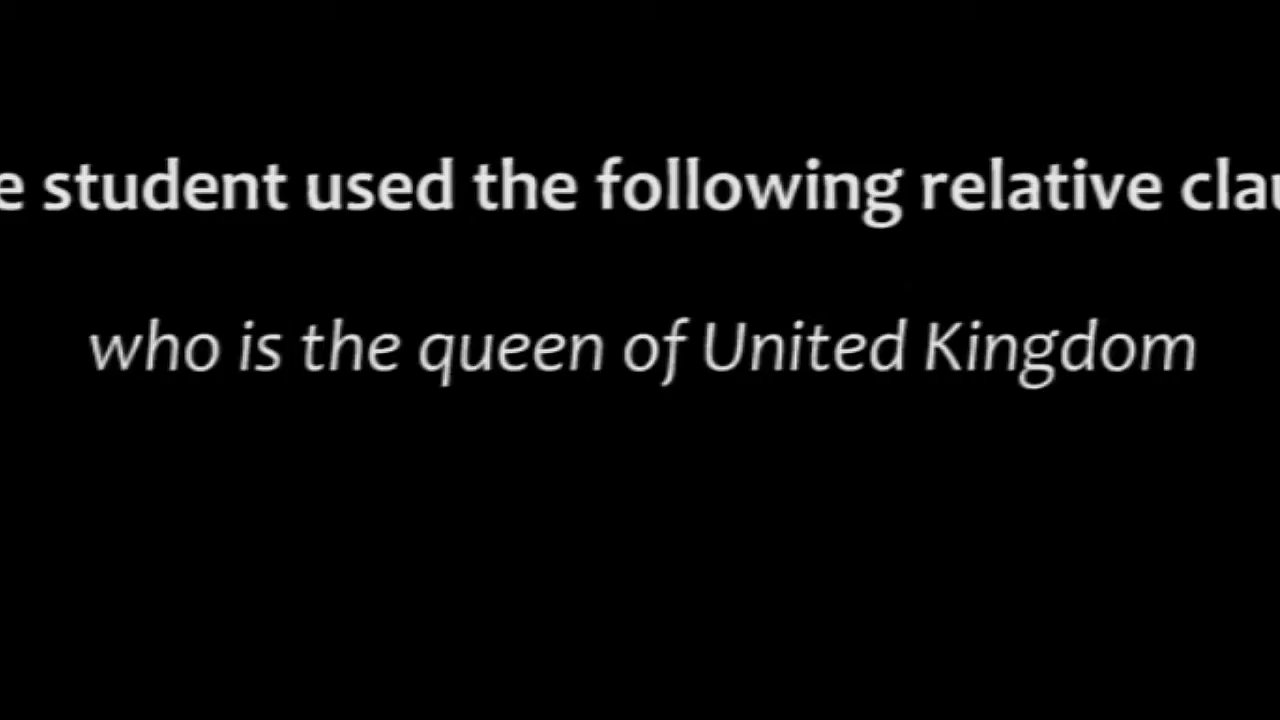 e student used the following relative clau
who is the queen of United Kingdom